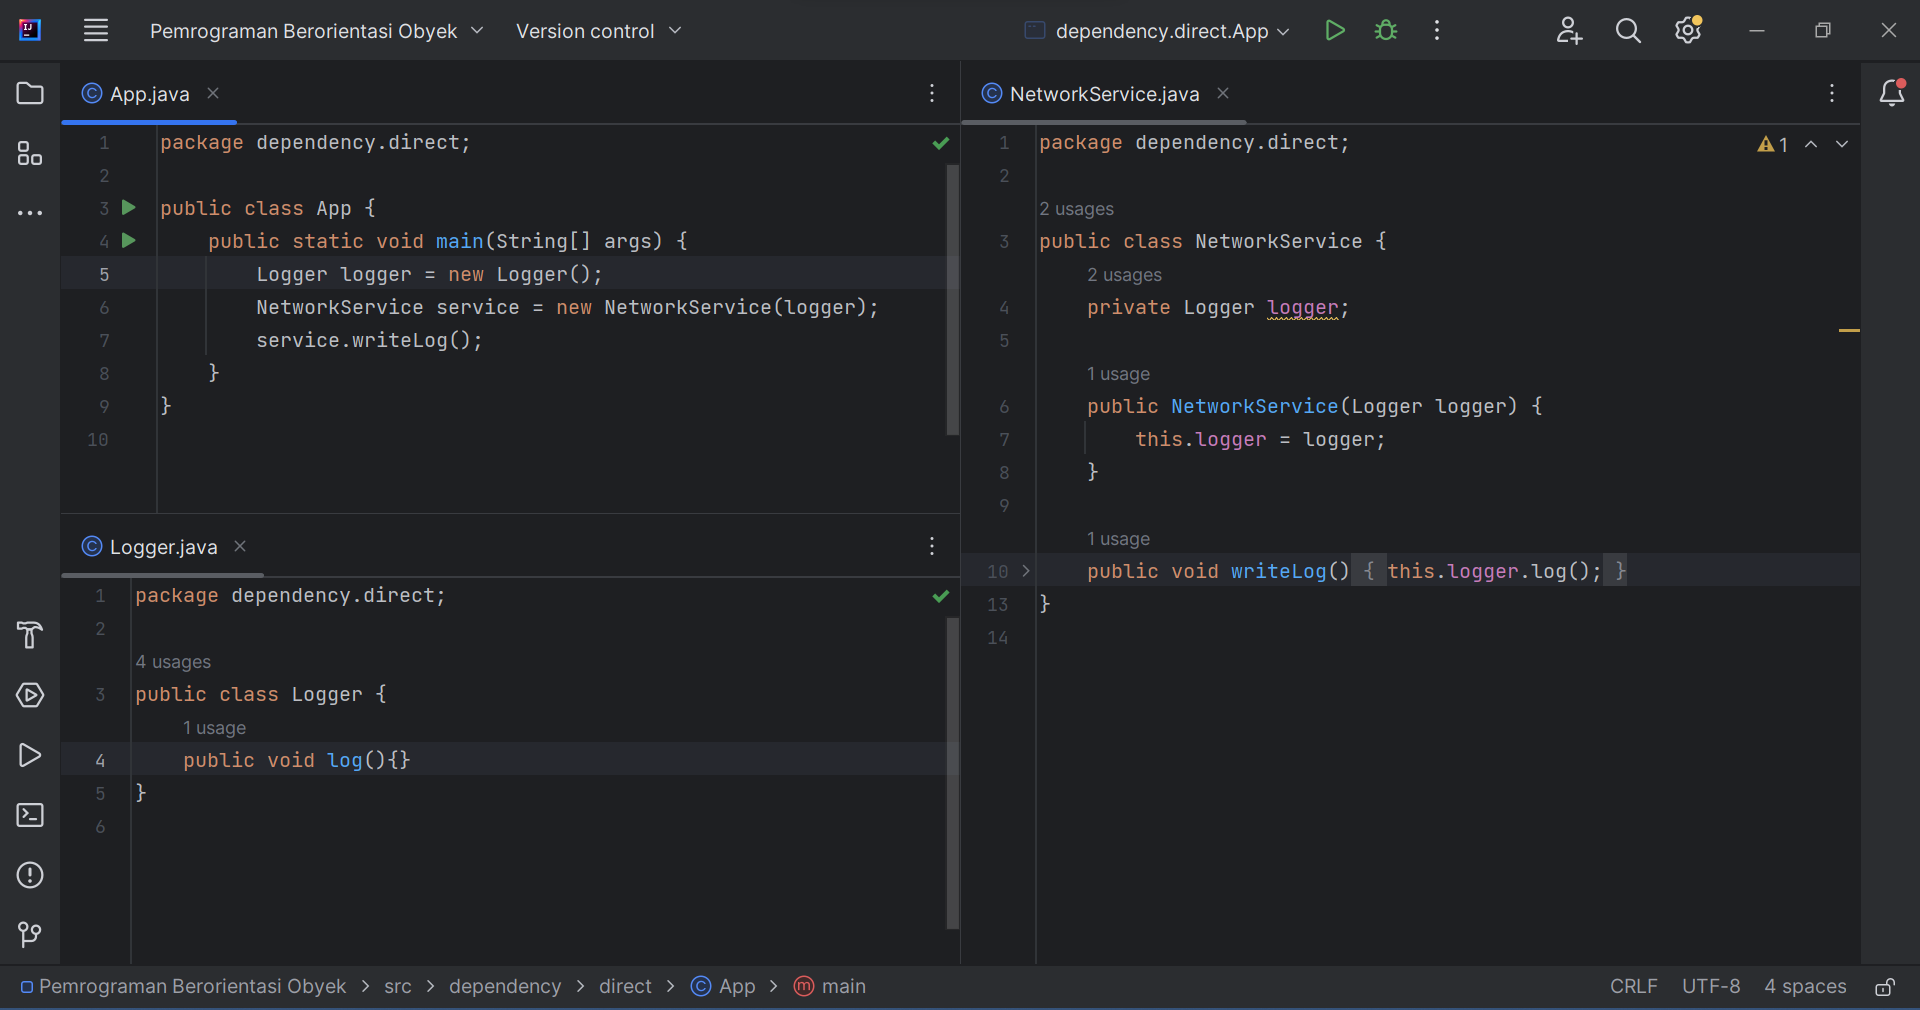 Pemrograman Berorientasi Obyek Version control dependency.direct.App
App.java
1 package dependency.direct;
2
3 public class App {
4 public static void main(String[] args) {
5 Logger logger = new Logger();
6 NetworkService service = new NetworkService(logger);
7 service.writeLog();
8 }
9 }
10
Logger.java
1 package dependency.direct;
2
4 usages
3 public class Logger {
1 usage
4 public void log(){}
5 }
6
NetworkService.java
1 package dependency.direct;
1
2
2 usages
3 public class NetworkService {
2 usages
4 private Logger logger;
5
1 usage
6 public NetworkService(Logger logger) {
7 this.logger = logger;
8 }
9
1 usage
10 public void writeLog() { this.logger.log(); }
13 }
14
Pemrograman Berorientasi Obyek > src > dependency > direct > App > main CRLF UTF-8 4 spaces